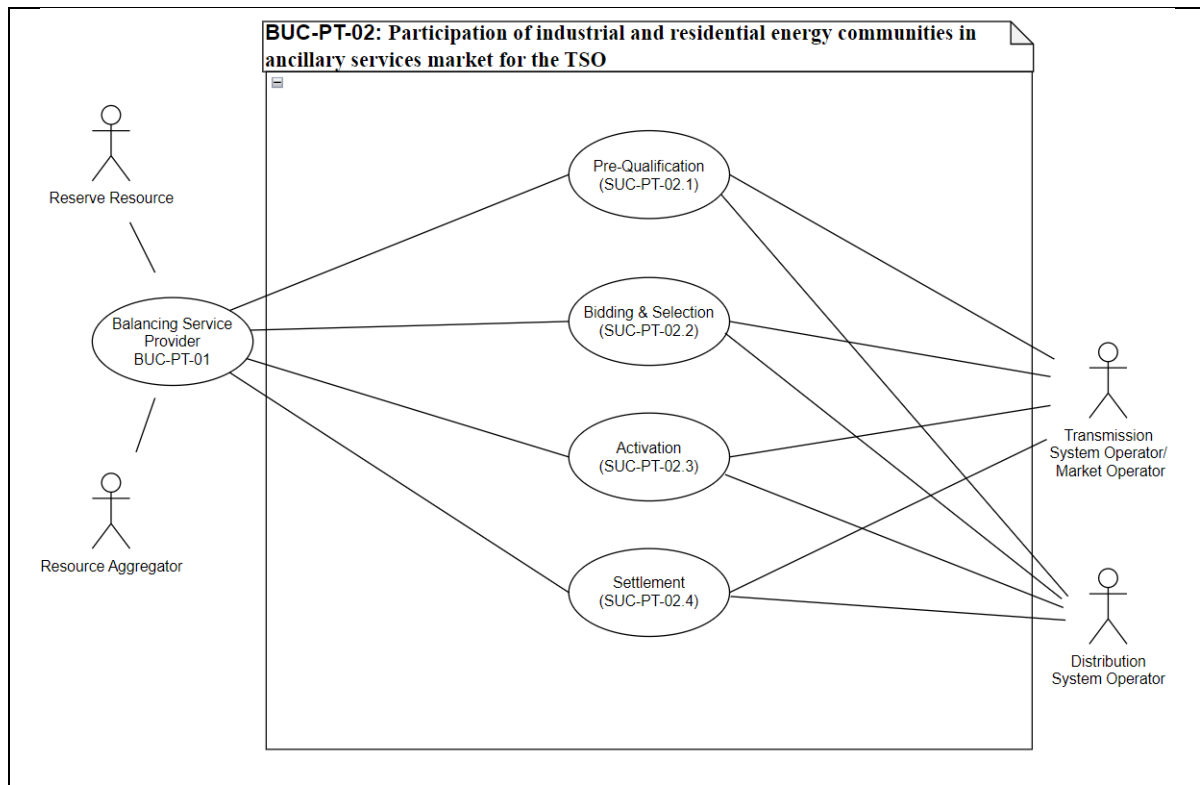 BUC-PT-02: Participation of industrial and residential energy communities in
ancillary services market for the TSO
Reserve Resource
Balancing Service
Provider
BUC-PT-01
Resource Aggregator
Pre-Qualification
(SUC-PT-02.1)
Bidding & Selection
(SUC-PT-02.2)
Activation
(SUC-PT-02.3)
Settlement
(SUC-PT-02.4)
Transmission
System Operator/
Market Operator
Distribution
System Operator